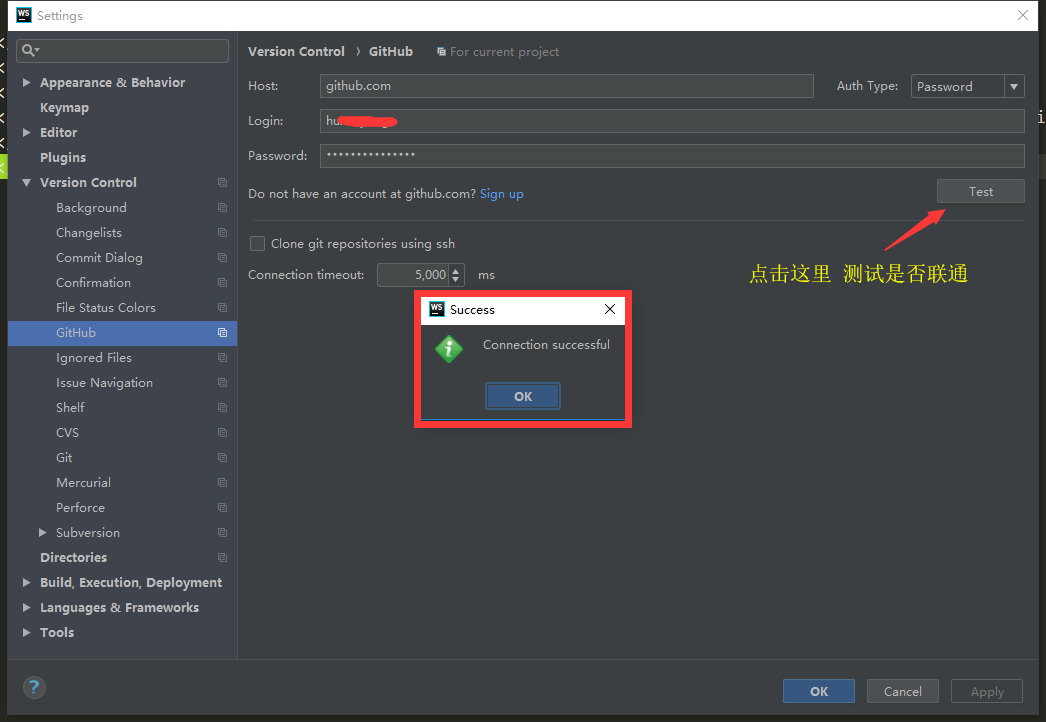 WS Settings
Version Control › GitHub For current project
Appearance & Behavior
Keymap
Editor
Plugins
Version Control
Background
Changelists
Commit Dialog
Confirmation
File Status Colors
GitHub
Ignored Files
Issue Navigation
Shelf
CVS
Git
Mercurial
Perforce
Subversion
Directories
Build, Execution, Deployment
Languages & Frameworks
Tools
Host: github.com Auth Type: Password
Login:
Password: •••••••••••••••
Do not have an account at github.com? Sign up Test
点击这里 测试是否联通
Clone git repositories using ssh
Connection timeout: 5,000 ms
WS Success
Connection successful
OK
? OK Cancel Apply